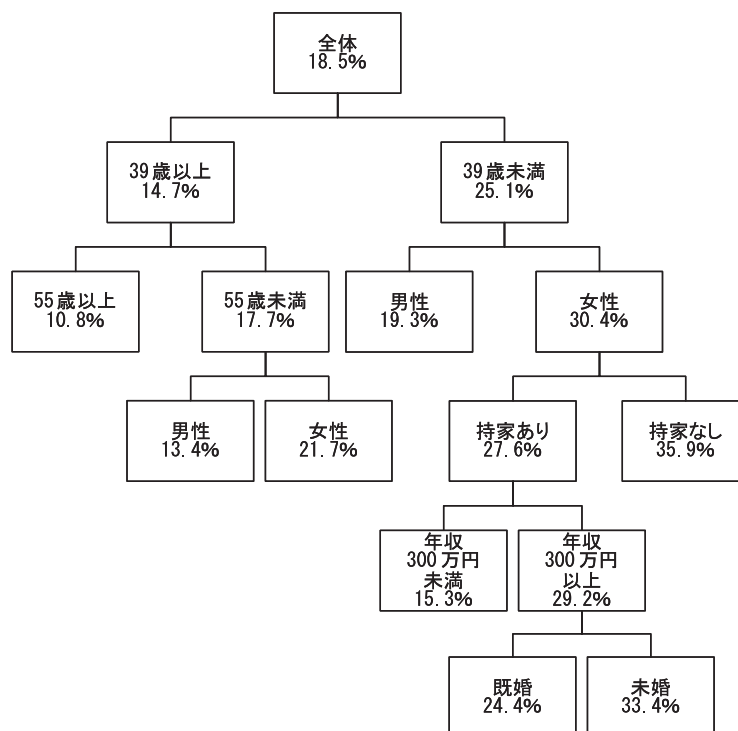 全体
18.5%
39歳以上
14.7%
39歳未満
25.1%
55歳以上
10.8%
55歳未満
17.7%
男性
19.3%
女性
30.4%
男性
13.4%
女性
21.7%
持家あり
27.6%
持家なし
35.9%
年収
300万円
未満
15.3%
年収
300万円
以上
29.2%
既婚
24.4%
未婚
33.4%